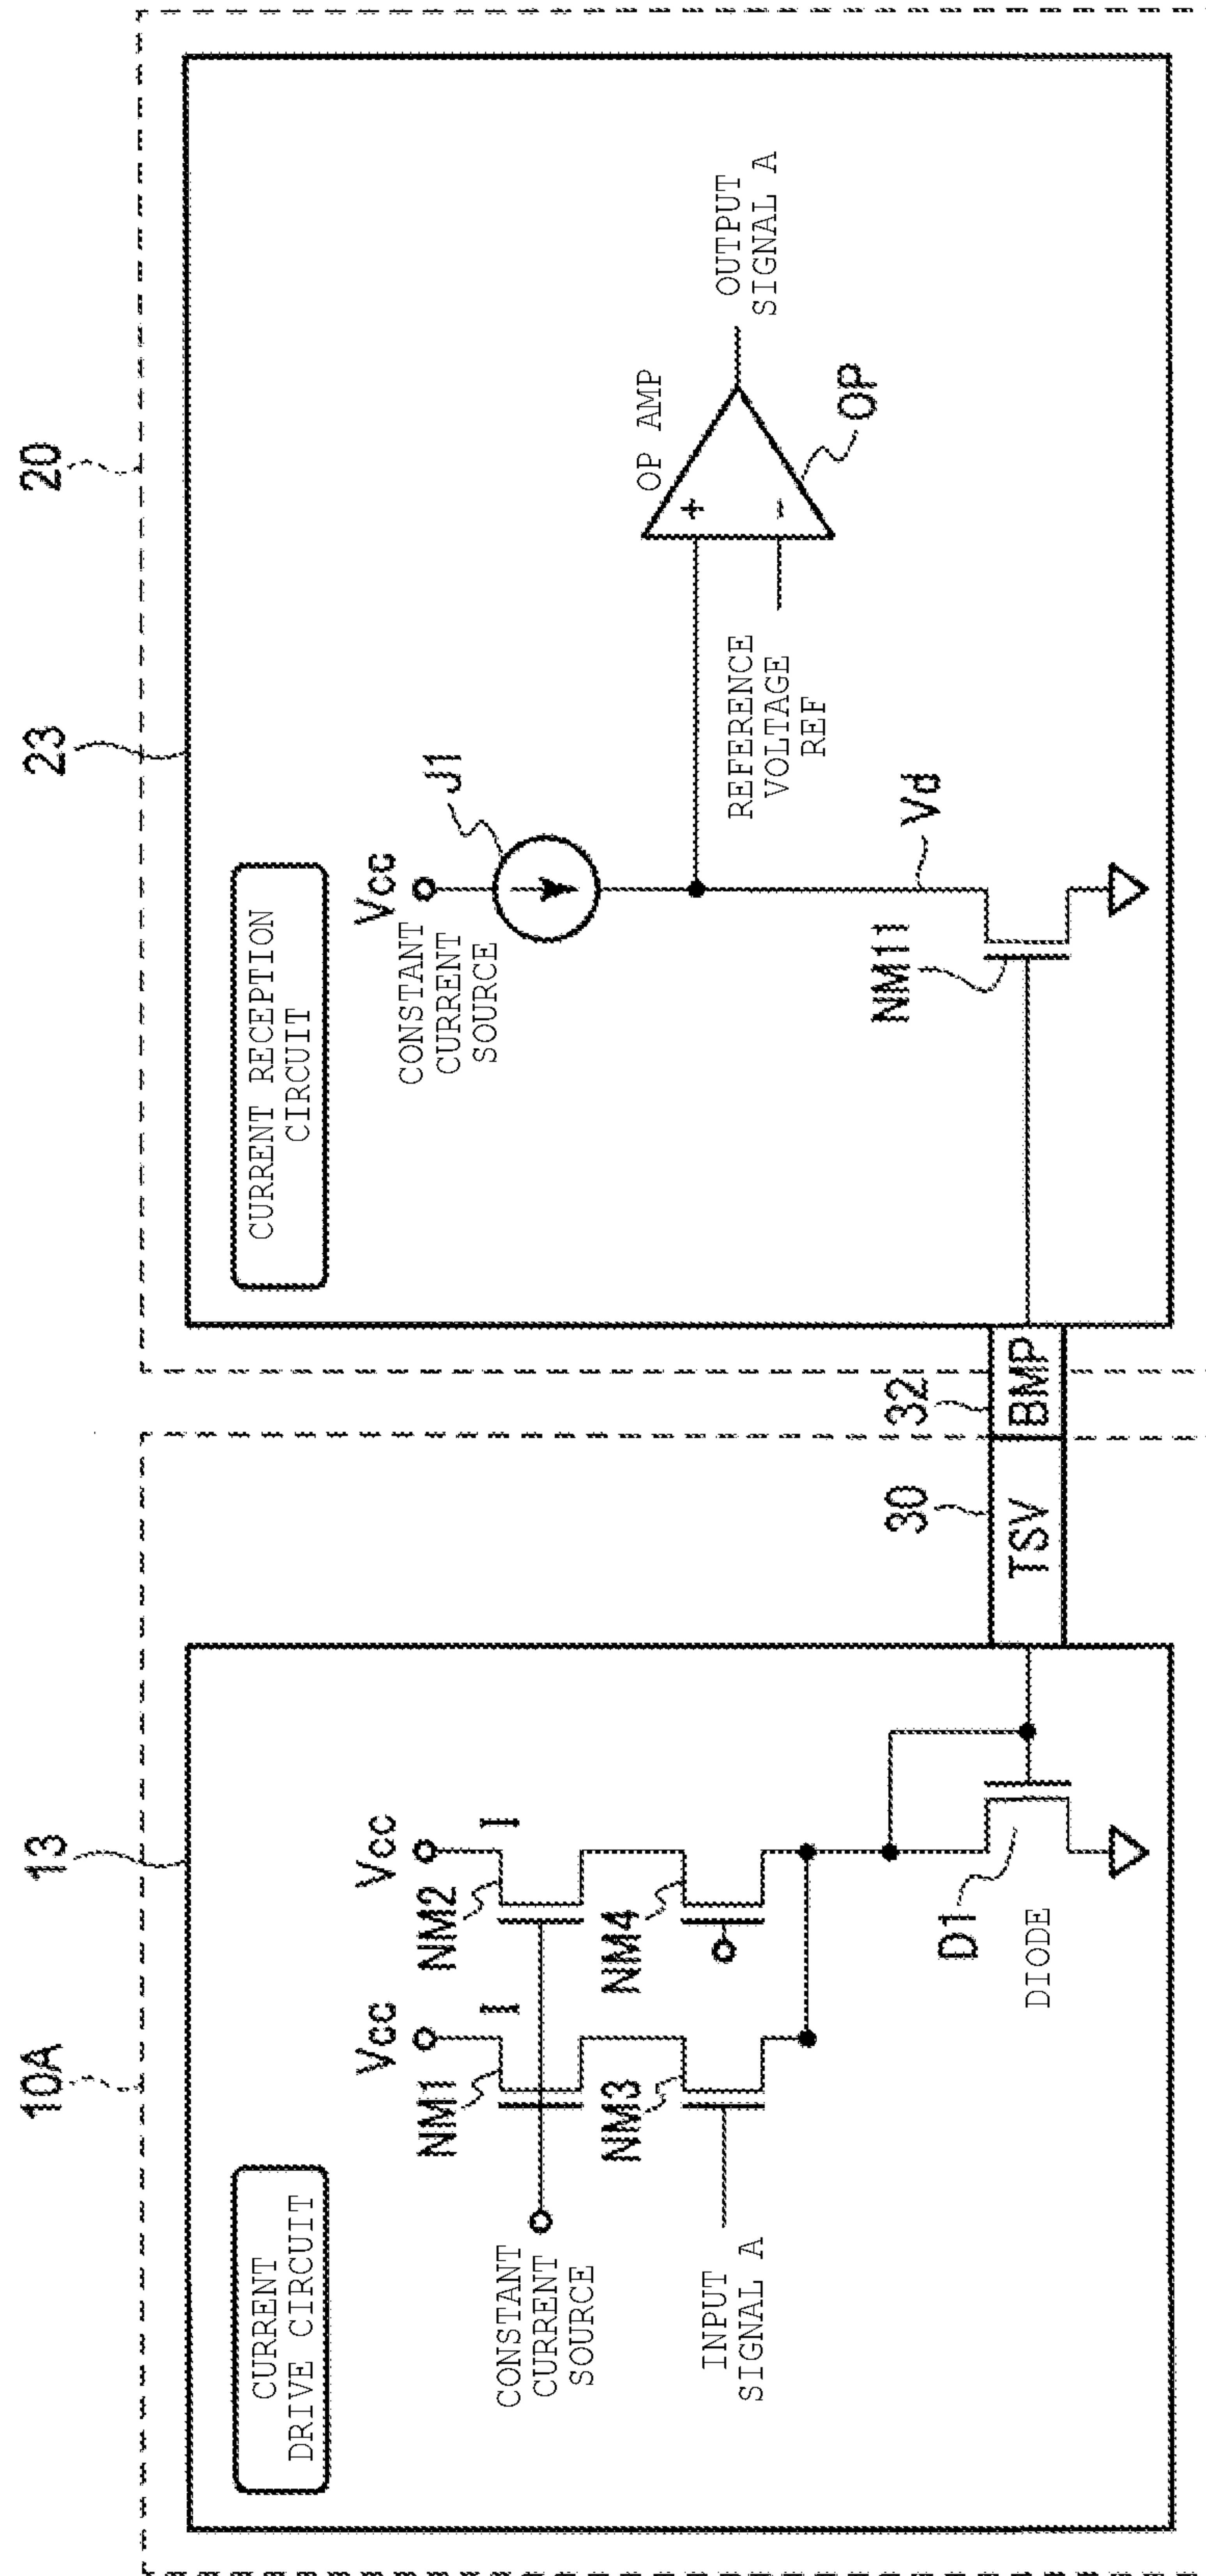 10A
13
20
23
CURRENT
DRIVE CIRCUIT
Vcc
Vcc
NM1
I
NM2
I
CONSTANT
CURRENT
SOURCE
NM3
NM4
INPUT
SIGNAL A
D1
DIODE
30
TSV
32
BMP
CURRENT RECEPTION
CIRCUIT
Vcc
CONSTANT
CURRENT
SOURCE
J1
OP AMP
+
-
OP
OUTPUT
SIGNAL A
REFERENCE
VOLTAGE
REF
Vd
NM11